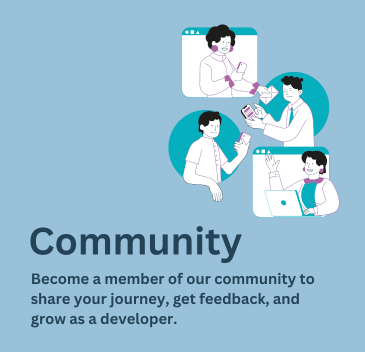 Community
Become a member of our community to
share your journey, get feedback, and
grow as a developer.